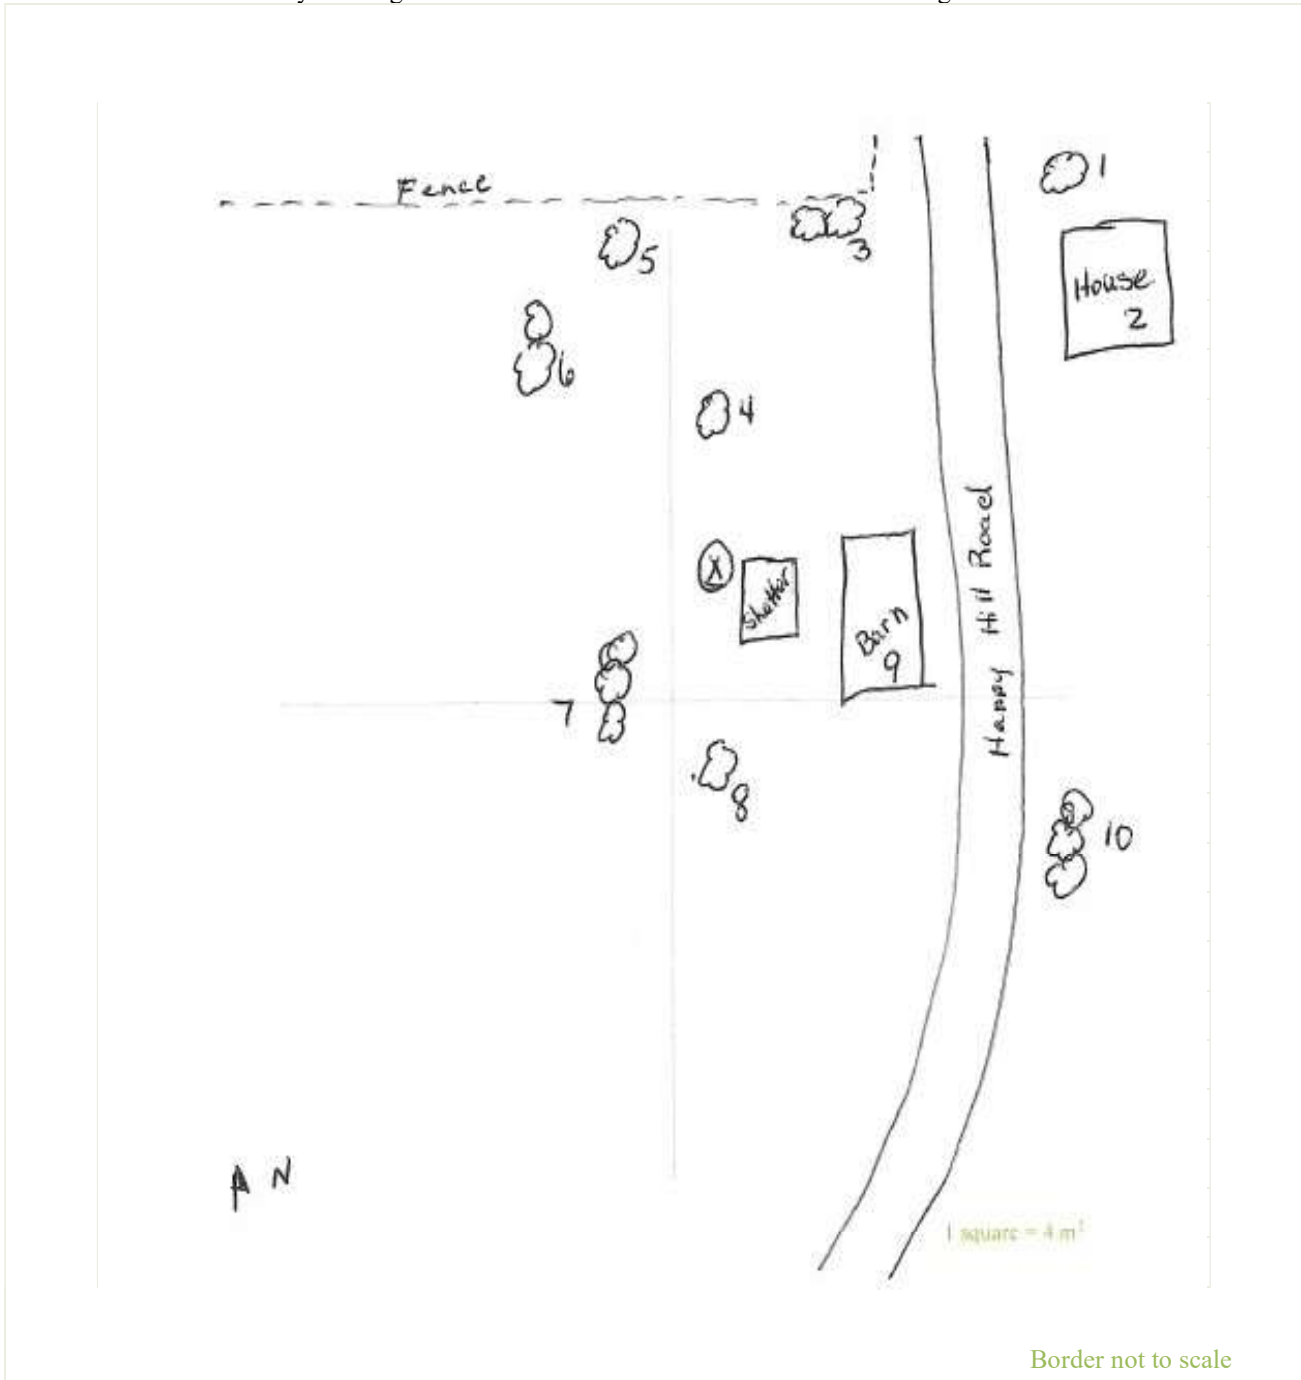 Fence
1
5
3
House
2
6
4
X
Shelter
Barn
9
Happy Hill Road
7
8
10
N
1 square = 4 m²
Border not to scale